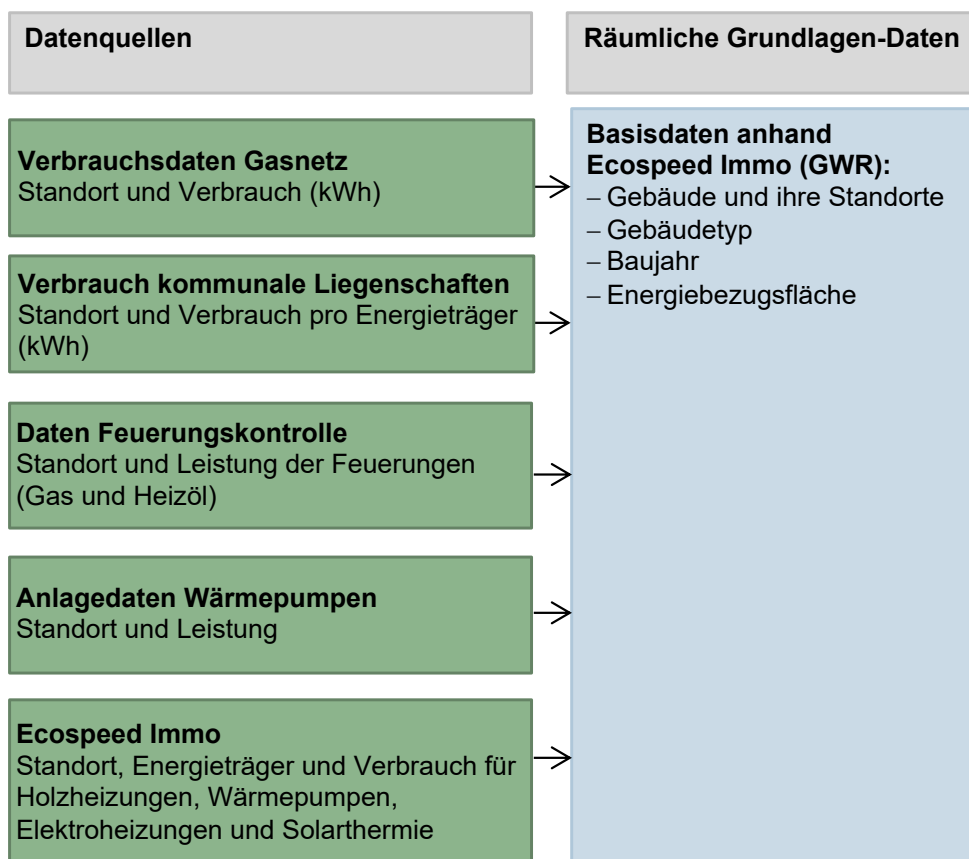 Datenquellen
Räumliche Grundlagen-Daten
Verbrauchsdaten Gasnetz
Standort und Verbrauch (kWh)
Verbrauch kommunale Liegenschaften
Standort und Verbrauch pro Energieträger
(kWh)
Daten Feuerungskontrolle
Standort und Leistung der Feuerungen
(Gas und Heizöl)
Anlagedaten Wärmepumpen
Standort und Leistung
Ecospeed Immo
Standort, Energieträger und Verbrauch für
Holzheizungen, Wärmepumpen,
Elektroheizungen und Solarthermie
Basisdaten anhand
Ecospeed Immo (GWR):
– Gebäude und ihre Standorte
– Gebäudetyp
– Baujahr
– Energiebezugsfläche